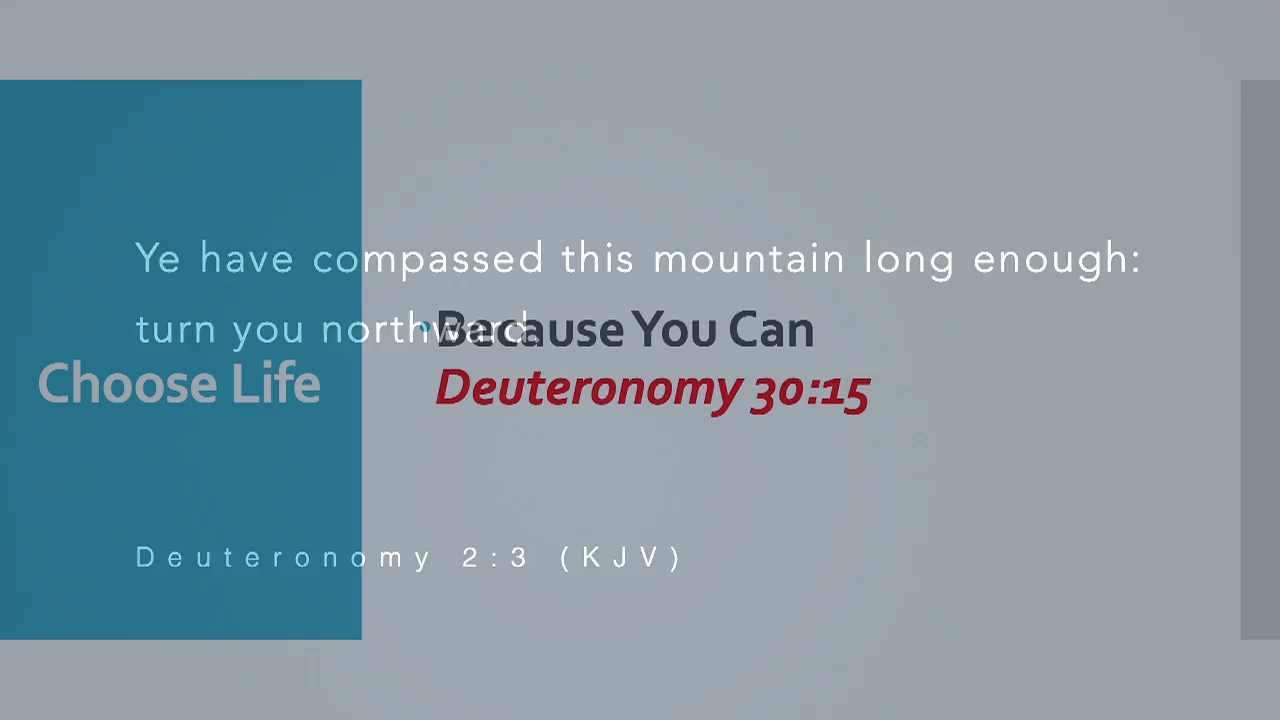 Ye have compassed this mountain long enough:
turn you northward.
Deuteronomy 2:3 (KJV)
Choose Life
• Because You Can
Deuteronomy 30:15